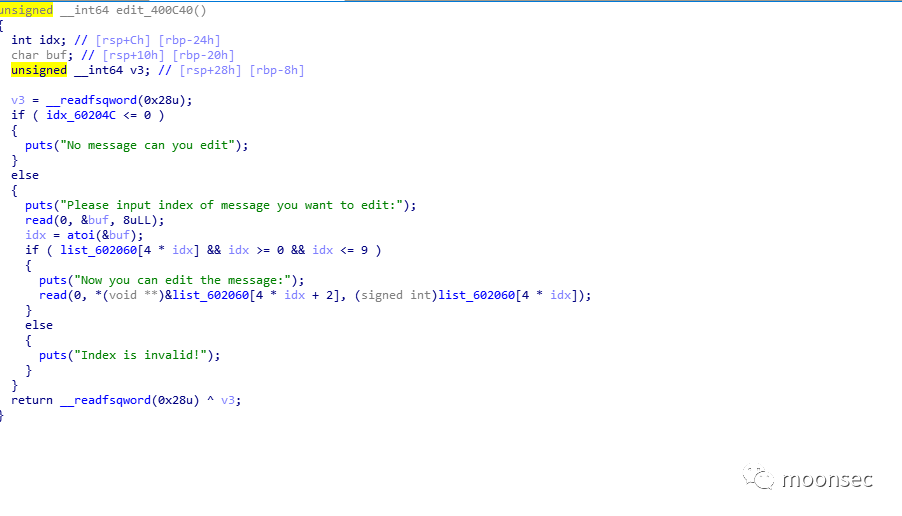 unsigned __int64 edit_400C40()
{
  int idx; // [rsp+Ch] [rbp-24h]
  char buf; // [rsp+10h] [rbp-20h]
  unsigned __int64 v3; // [rsp+28h] [rbp-8h]

  v3 = __readfsqword(0x28u);
  if ( idx_60204C <= 0 )
  {
    puts("No message can you edit");
  }
  else
  {
    puts("Please input index of message you want to edit:");
    read(0, &buf, 8uLL);
    idx = atoi(&buf);
    if ( list_602060[4 * idx] && idx >= 0 && idx <= 9 )
    {
      puts("Now you can edit the message:");
      read(0, *(void **)&list_602060[4 * idx + 2], (signed int)list_602060[4 * idx]);
    }
    else
    {
      puts("Index is invalid!");
    }
  }
  return __readfsqword(0x28u) ^ v3;
}
moonsec